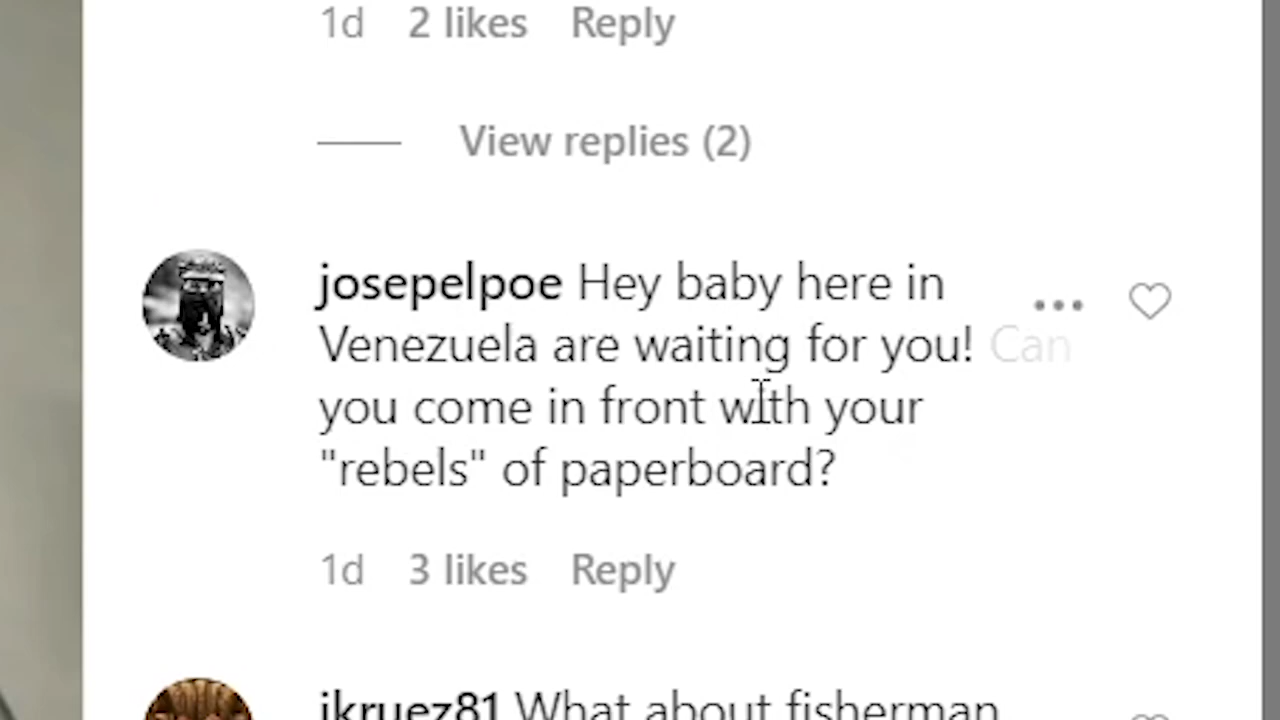 1d 2 likes Reply
View replies (2)
josepelpoe Hey baby here in
Venezuela are waiting for you! Can
you come in front with your
"rebels" of paperboard?
1d 3 likes Reply
jkruez81 What about fisherman